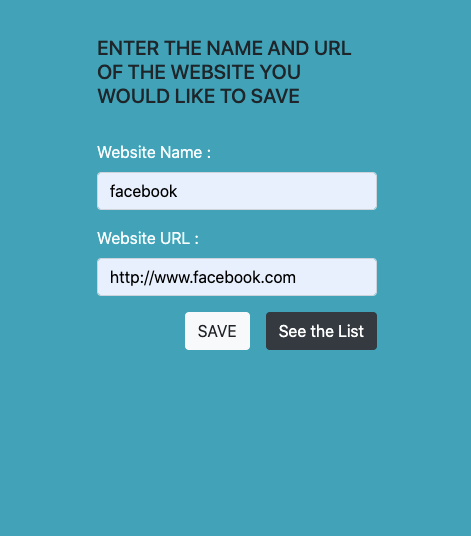 ENTER THE NAME AND URL
OF THE WEBSITE YOU
WOULD LIKE TO SAVE
Website Name :
facebook
Website URL :
http://www.facebook.com
SAVE
See the List